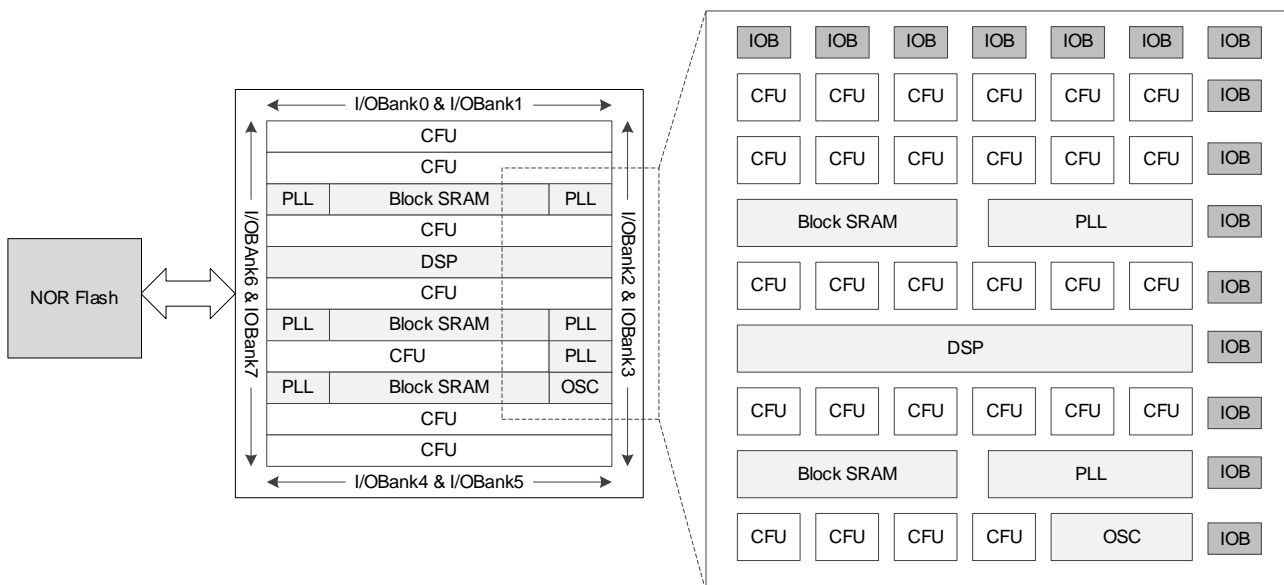 NOR Flash
I/OBank0 & I/OBank1
I/OBAnk6 & IOBank7
I/OBank2 & IOBank3
CFU
CFU
PLL Block SRAM PLL
CFU
DSP
CFU
PLL Block SRAM PLL
CFU PLL
PLL Block SRAM OSC
CFU
CFU
I/OBank4 & I/OBank5
IOB IOB IOB IOB IOB IOB IOB
CFU CFU CFU CFU CFU CFU IOB
CFU CFU CFU CFU CFU CFU IOB
Block SRAM PLL IOB
CFU CFU CFU CFU CFU CFU IOB
DSP IOB
CFU CFU CFU CFU CFU CFU IOB
Block SRAM PLL IOB
CFU CFU CFU CFU OSC IOB